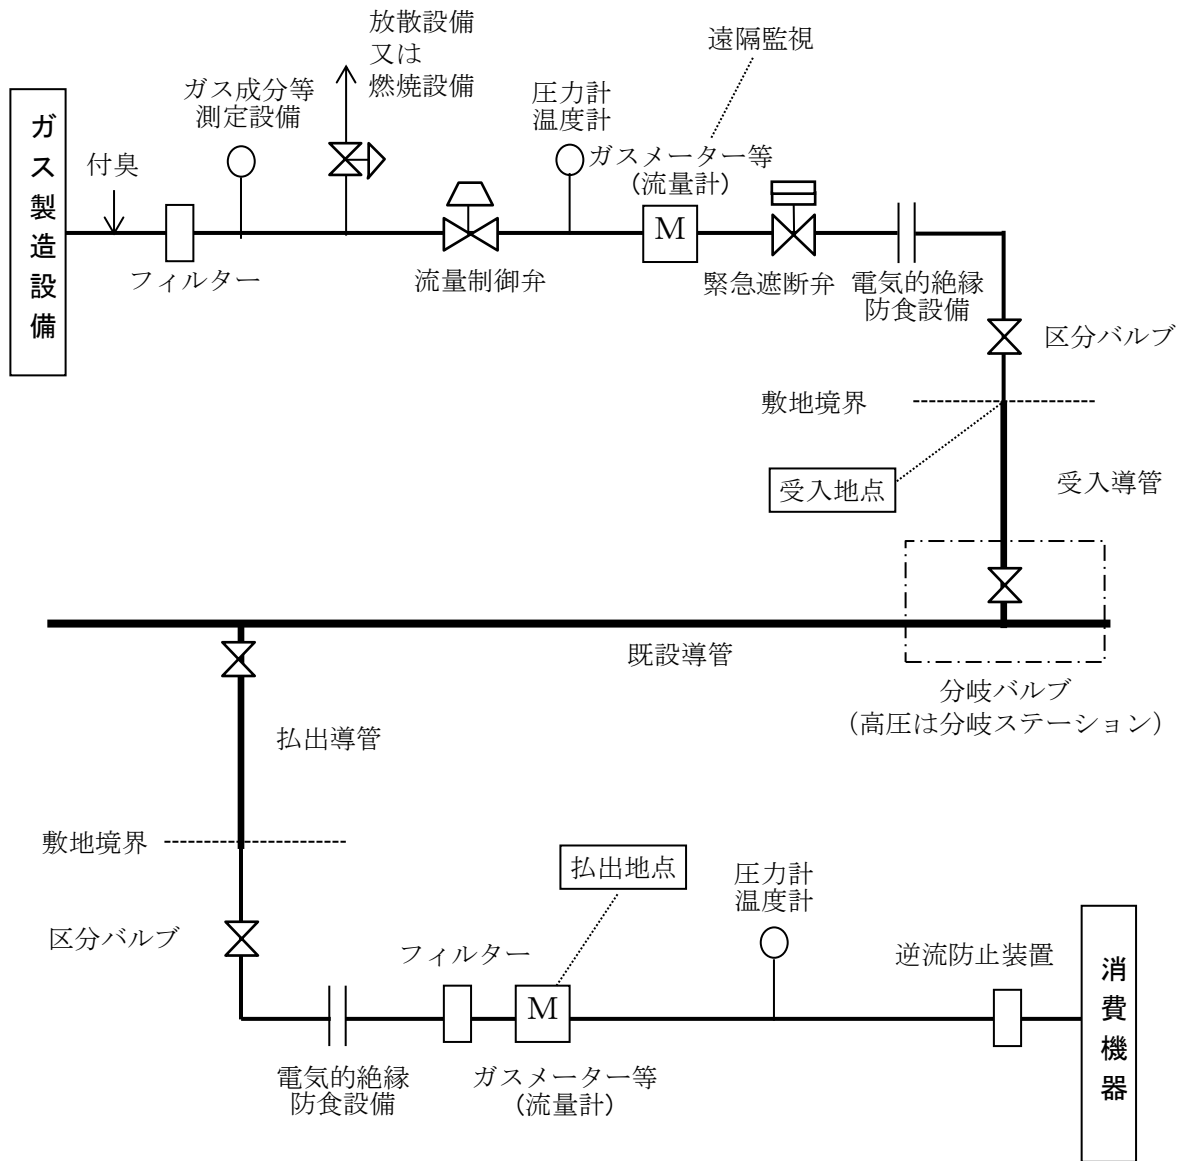 放散設備
又は
燃焼設備
遠隔監視
ガス成分等
測定設備
圧力計
温度計
ガス製造設備
付臭
ガスメーター等
(流量計)
M
フィルター
流量制御弁
緊急遮断弁
電気的絶縁
防食設備
区分バルブ
敷地境界
受入地点
受入導管
既設導管
分岐バルブ
（高圧は分岐ステーション）
払出導管
敷地境界
払出地点
圧力計
温度計
区分バルブ
フィルター
逆流防止装置
消費機器
M
電気的絶縁
防食設備
ガスメーター等
(流量計)